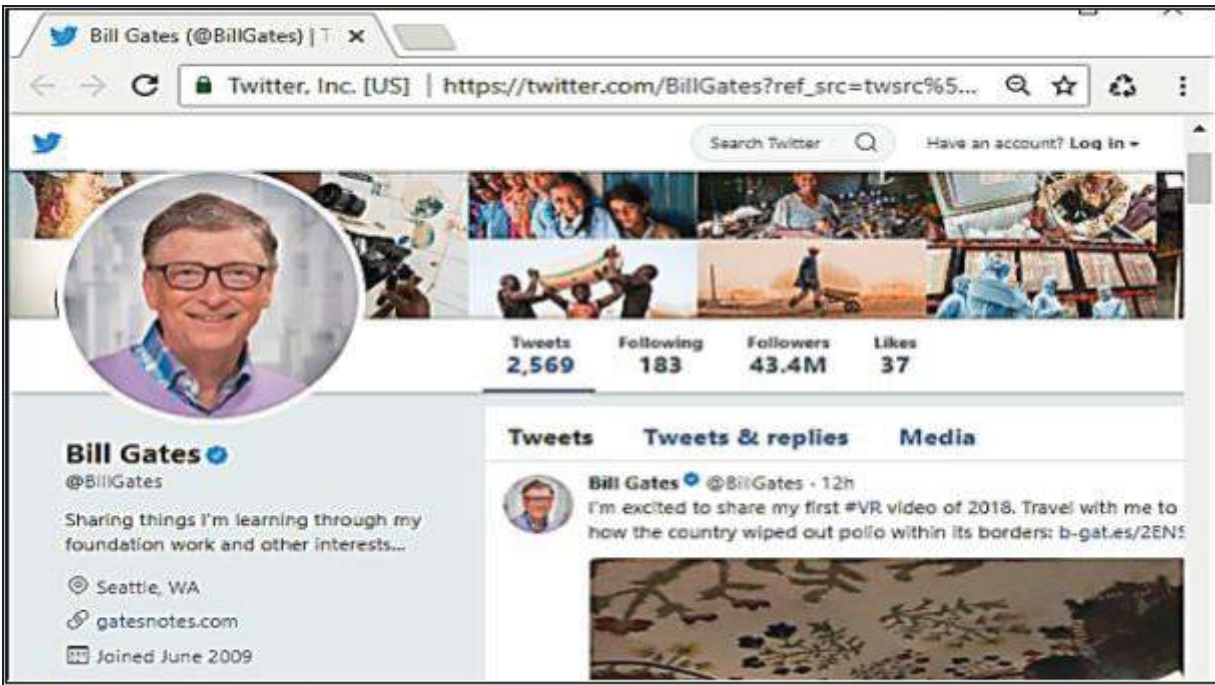 Bill Gates (@BillGates) | T
Twitter, Inc. [US] | https://twitter.com/BillGates?ref_src=twsrc%5...
Search Twitter
Have an account? Log in
Tweets Following Followers Likes
2,569 183 43.4M 37
Bill Gates
@BillGates
Sharing things I'm learning through my
foundation work and other interests...
Seattle, WA
gatesnotes.com
Joined June 2009
Tweets Tweets & replies Media
Bill Gates @BillGates · 12h
I'm excited to share my first #VR video of 2018. Travel with me to
how the country wiped out polio within its borders: b-gat.es/2EN5